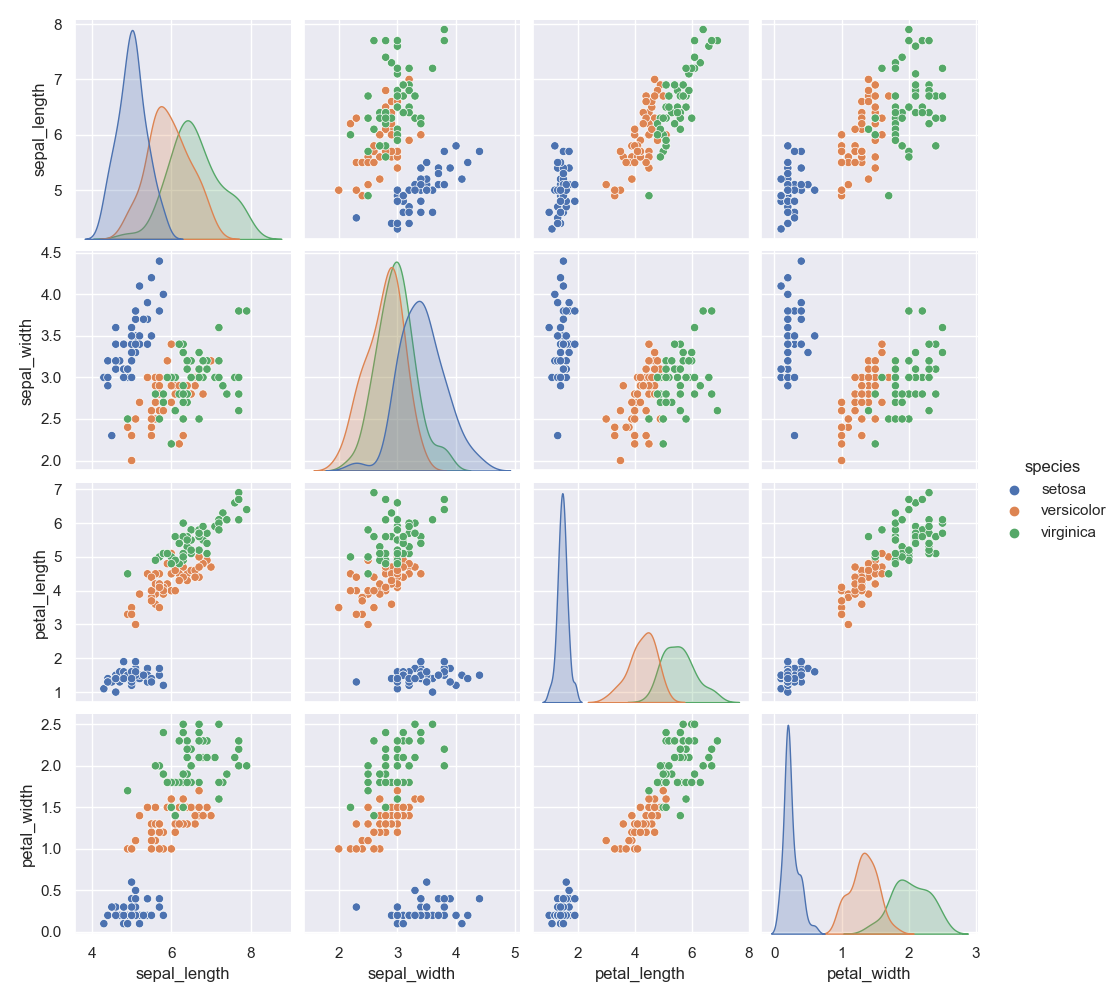 8
7
6
5
sepal_length
4.5
4.0
3.5
3.0
2.5
2.0
sepal_width
7
6
5
4
3
2
1
petal_length
2.5
2.0
1.5
1.0
0.5
0.0
petal_width
4 6 8
sepal_length
2 3 4 5
sepal_width
2 4 6 8
petal_length
0 1 2 3
petal_width
species
setosa
versicolor
virginica